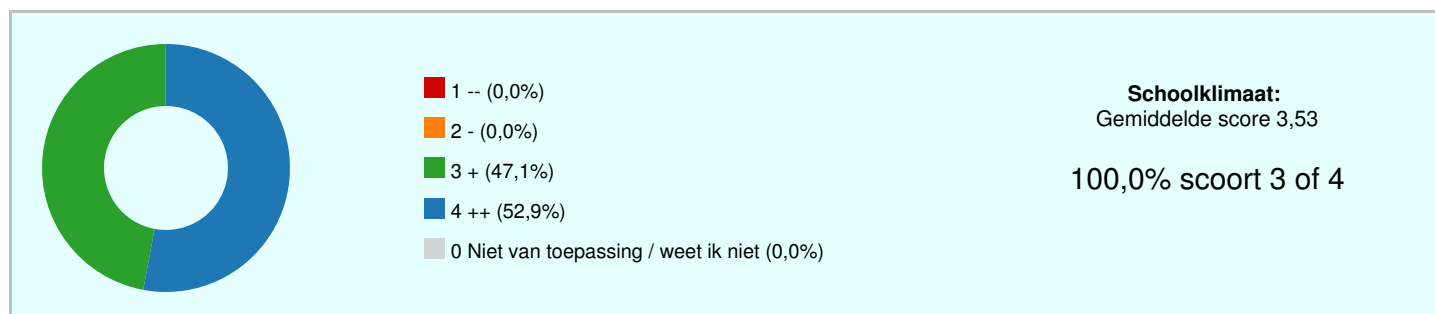 1 -- (0,0%)
2 - (0,0%)
3 + (47,1%)
4 ++ (52,9%)
0 Niet van toepassing / weet ik niet (0,0%)
Schoolklimaat:
Gemiddelde score 3,53
100,0% scoort 3 of 4